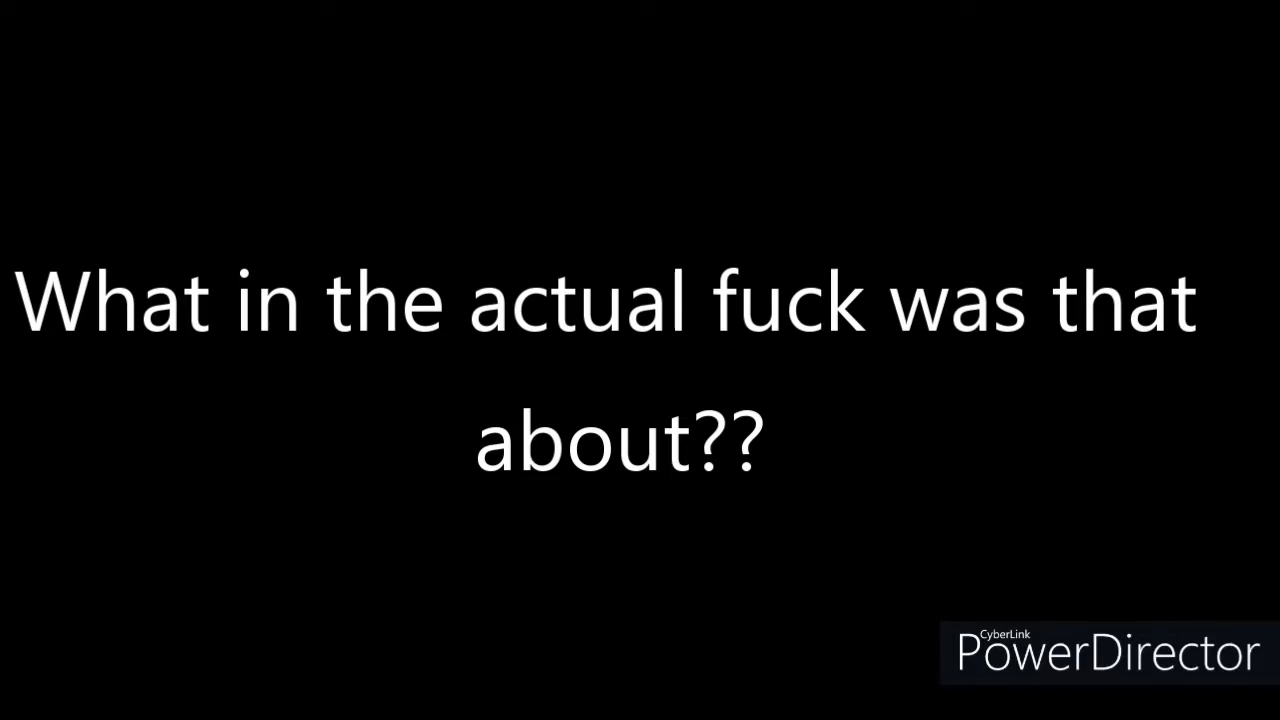 What in the actual fuck was that
about??
CyberLink
PowerDirector